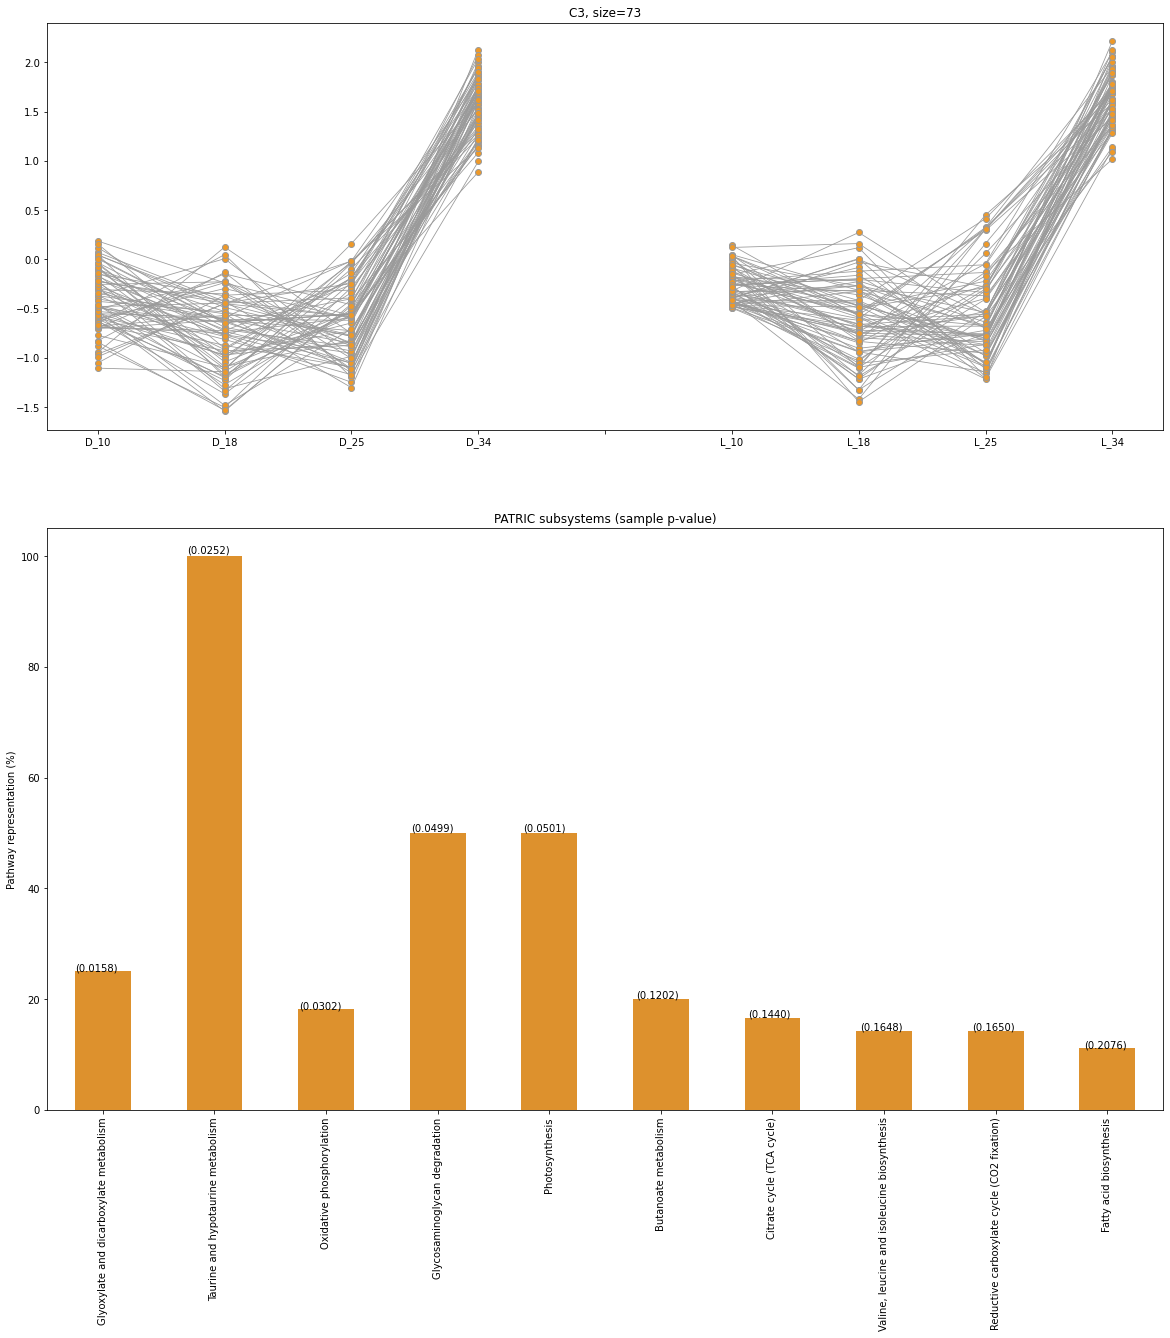 C3, size=73
2.0
1.5
1.0
0.5
0.0
−0.5
−1.0
−1.5
D_10 D_18 D_25 D_34 L_10 L_18 L_25 L_34
PATRIC subsystems (sample p-value)
Pathway representation (%)
100
80
60
40
20
0
(0.0158)
(0.0252)
(0.0302)
(0.0499)
(0.0501)
(0.1202)
(0.1440)
(0.1648)
(0.1650)
(0.2076)
Glyoxylate and dicarboxylate metabolism
Taurine and hypotaurine metabolism
Oxidative phosphorylation
Glycosaminoglycan degradation
Photosynthesis
Butanoate metabolism
Citrate cycle (TCA cycle)
Valine, leucine and isoleucine biosynthesis
Reductive carboxylate cycle (CO2 fixation)
Fatty acid biosynthesis